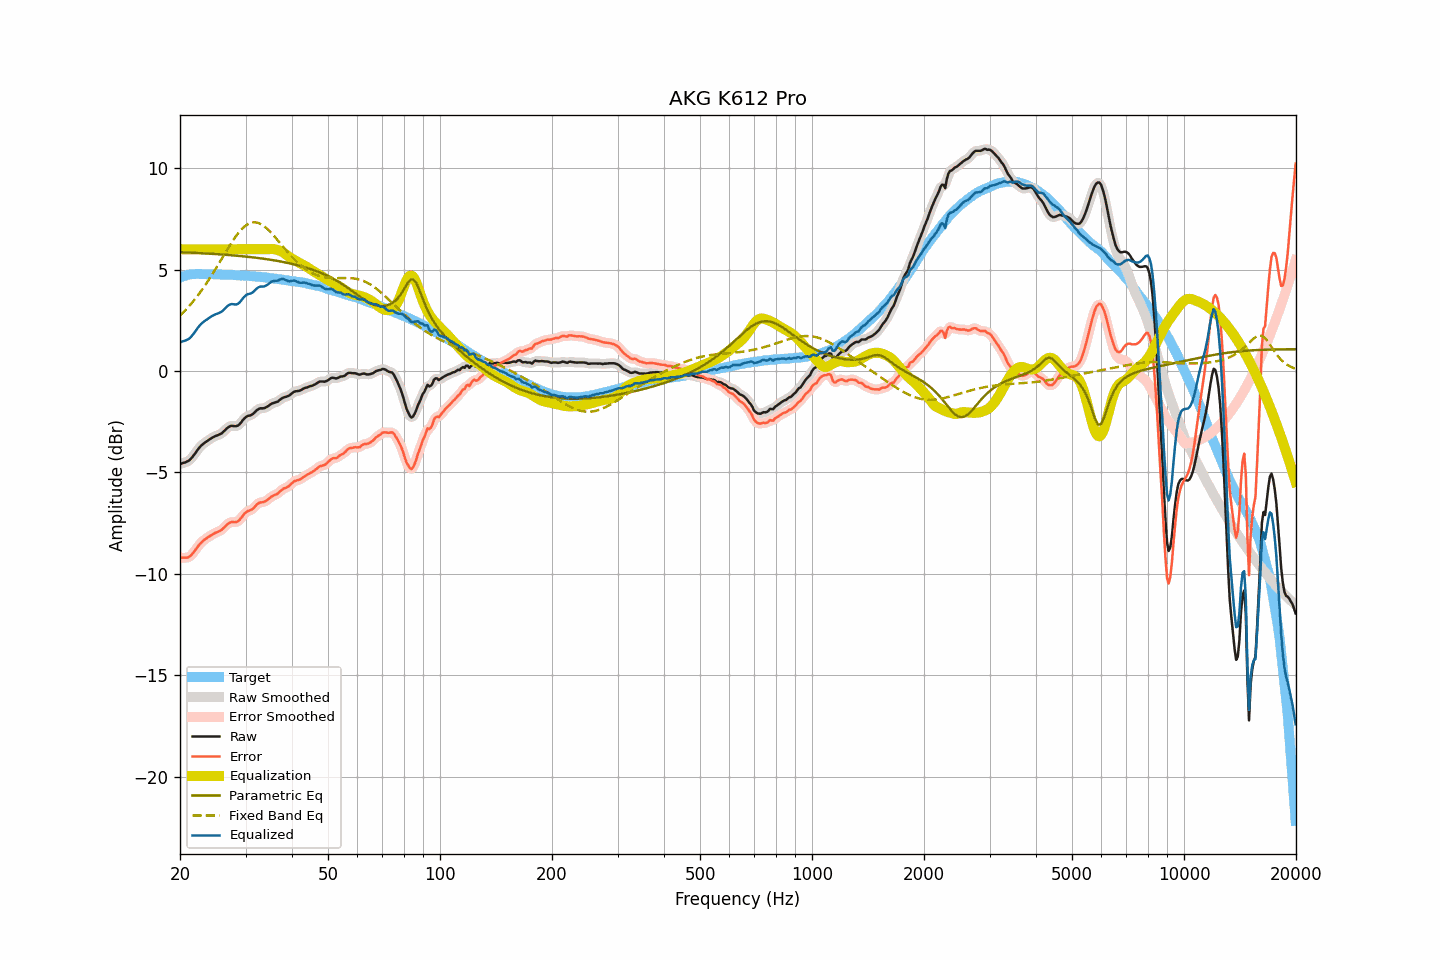 AKG K612 Pro
Amplitude (dBr)
10
5
0
−5
−10
−15
−20
Target
Raw Smoothed
Error Smoothed
Raw
Error
Equalization
Parametric Eq
Fixed Band Eq
Equalized
20 50 100 200 500 1000 2000 5000 10000 20000
Frequency (Hz)